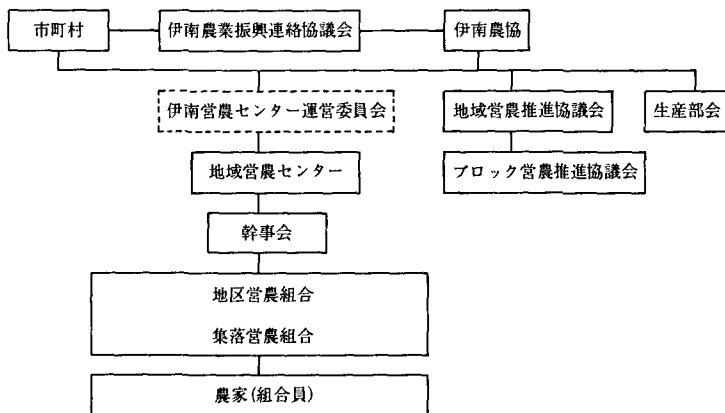 市町村
伊南農業振興連絡協議会
伊南農協
伊南営農センター運営委員会
地域営農推進協議会
生産部会
地域営農センター
ブロック営農推進協議会
幹事会
地区営農組合
集落営農組合
農家(組合員)